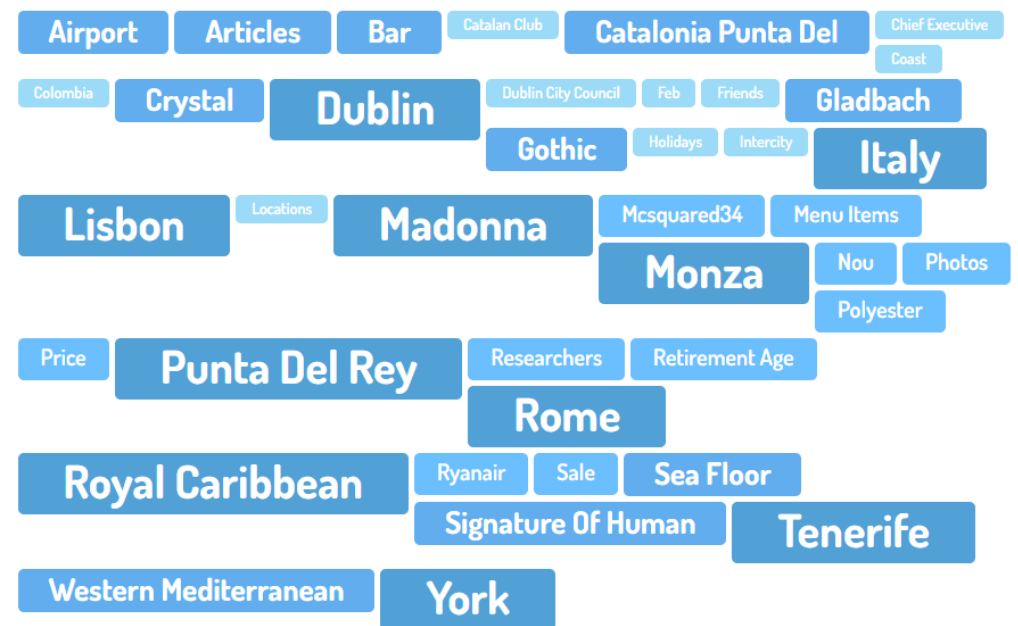 Airport Articles Bar Catalan Club Catalonia Punta Del Chief Executive
Coast
Colombia Crystal Dublin Dublin City Council Feb Friends Gladbach
Gothic Holidays Intercity Italy
Lisbon Locations Madonna Mcsquared34 Menu Items
Monza Nou Photos
Polyester
Price Punta Del Rey Researchers Retirement Age
Rome
Royal Caribbean Ryanair Sale Sea Floor
Signature Of Human Tenerife
Western Mediterranean York